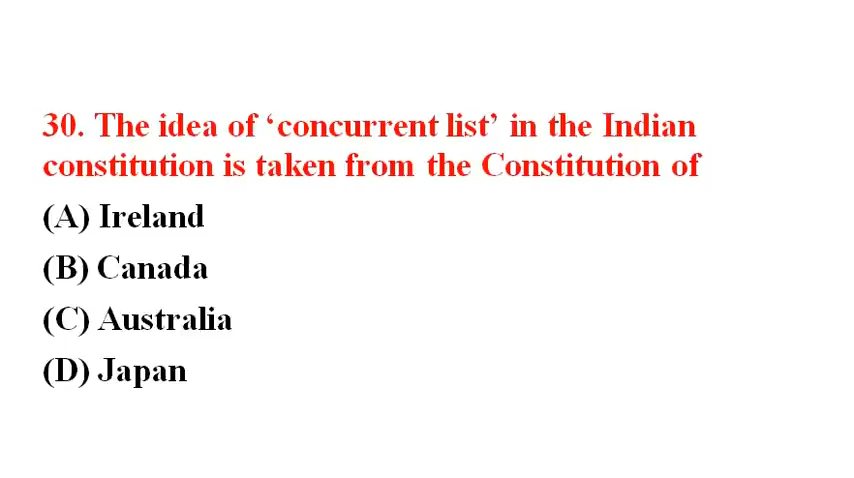 30. The idea of ‘concurrent list’ in the Indian
constitution is taken from the Constitution of
(A) Ireland
(B) Canada
(C) Australia
(D) Japan